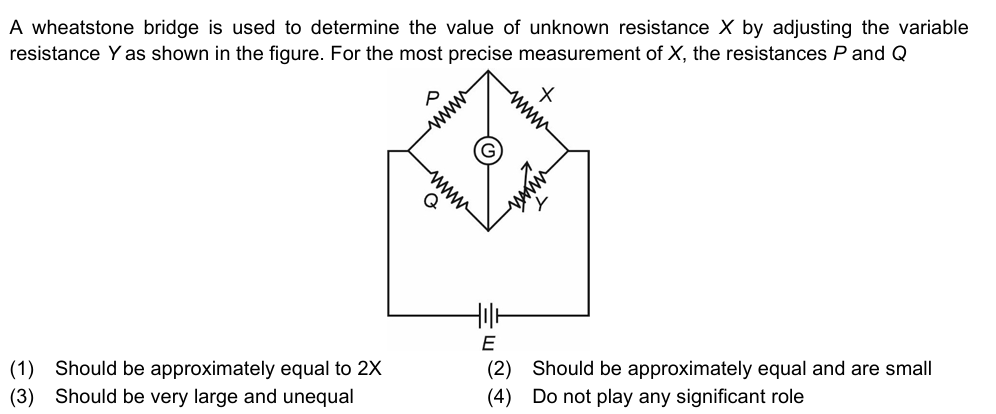 A wheatstone bridge is used to determine the value of unknown resistance X by adjusting the variable
resistance Y as shown in the figure. For the most precise measurement of X, the resistances P and Q
P
X
G
Q
Y
E
(1) Should be approximately equal to 2X
(2) Should be approximately equal and are small
(3) Should be very large and unequal
(4) Do not play any significant role